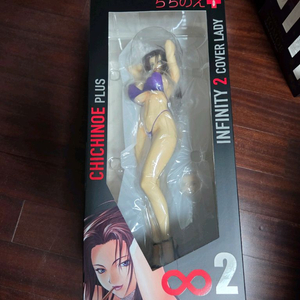 ちちのえ+
CHICHINOE PLUS
INFINITY 2 COVER LADY
∞2